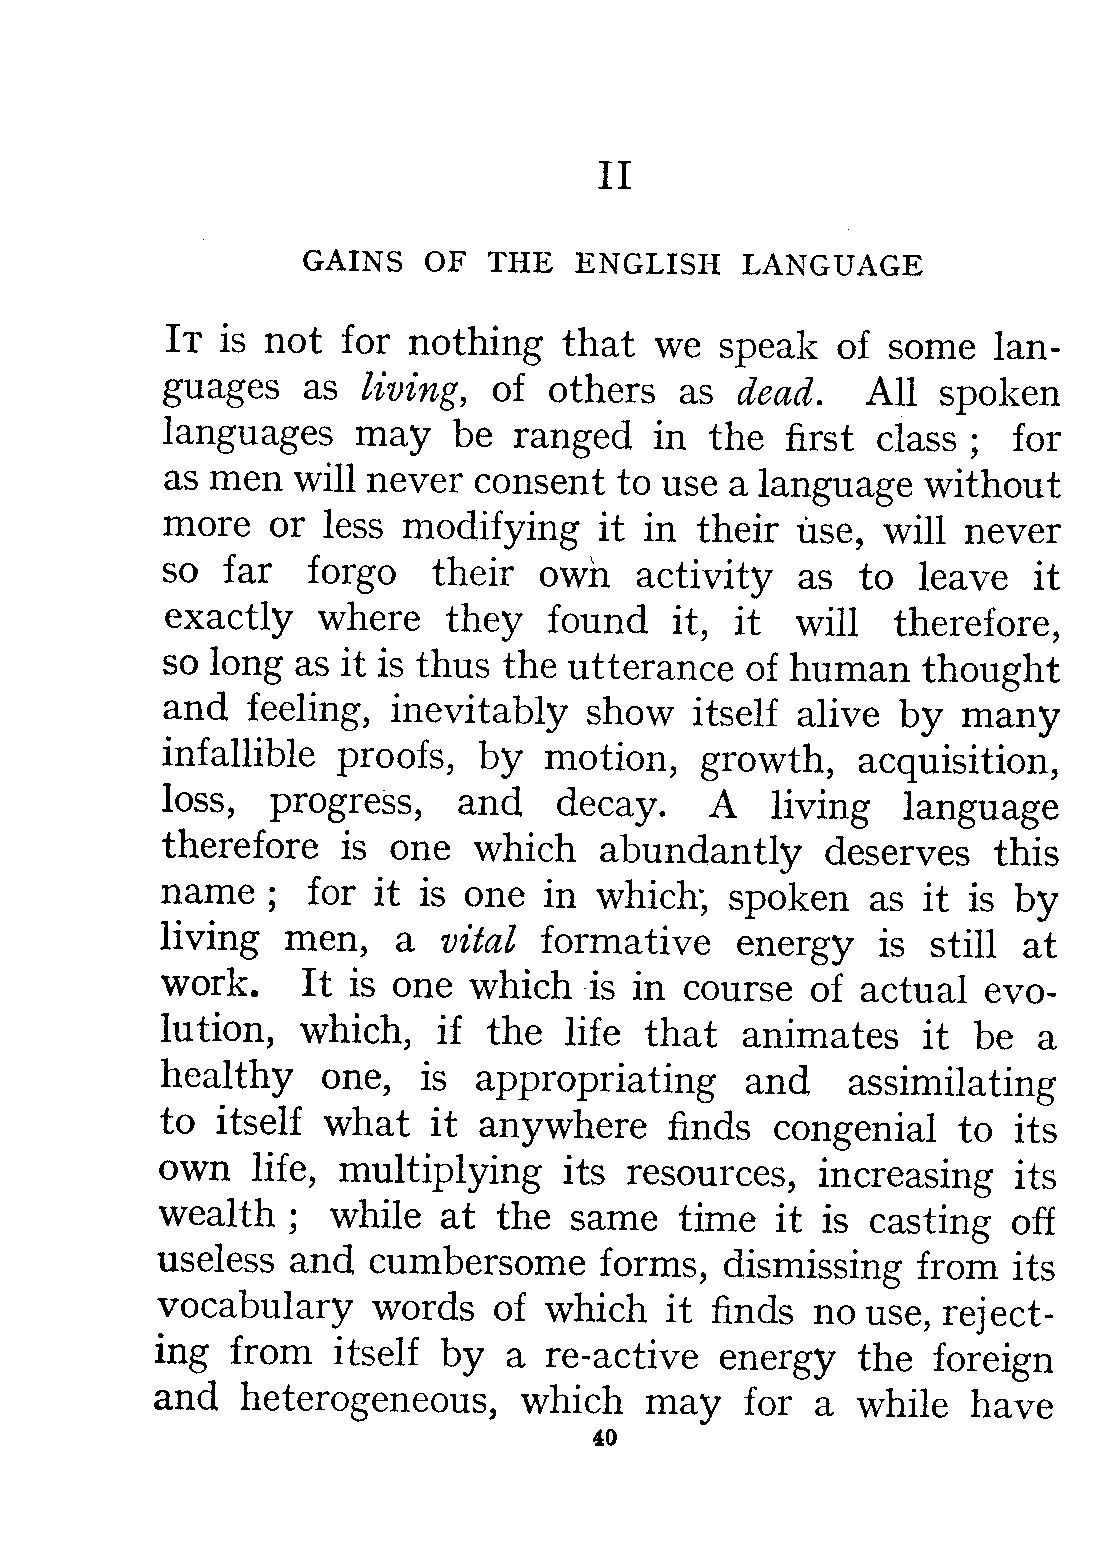 II
GAINS OF THE ENGLISH LANGUAGE
IT is not for nothing that we speak of some lan-
guages as living, of others as dead. All spoken
languages may be ranged in the first class ; for
as men will never consent to use a language without
more or less modifying it in their use, will never
so far forgo their own activity as to leave it
exactly where they found it, it will therefore,
so long as it is thus the utterance of human thought
and feeling, inevitably show itself alive by many
infallible proofs, by motion, growth, acquisition,
loss, progress, and decay. A living language
therefore is one which abundantly deserves this
name ; for it is one in which, spoken as it is by
living men, a vital formative energy is still at
work. It is one which is in course of actual evo-
lution, which, if the life that animates it be a
healthy one, is appropriating and assimilating
to itself what it anywhere finds congenial to its
own life, multiplying its resources, increasing its
wealth ; while at the same time it is casting off
useless and cumbersome forms, dismissing from its
vocabulary words of which it finds no use, reject-
ing from itself by a re-active energy the foreign
and heterogeneous, which may for a while have
40